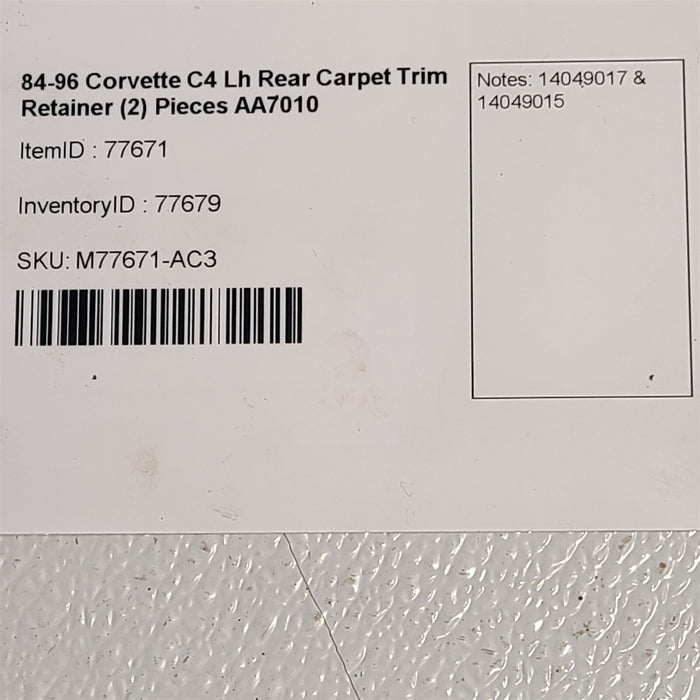 84-96 Corvette C4 Lh Rear Carpet Trim
Retainer (2) Pieces AA7010
ItemID : 77671
InventoryID : 77679
SKU: M77671-AC3
Notes: 14049017 &
14049015